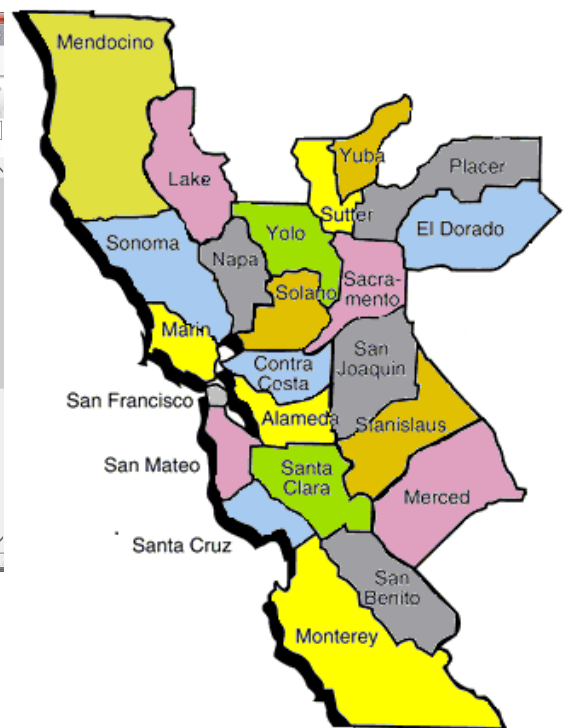 Mendocino
Yuba
Placer
Lake
Sutter
El Dorado
Yolo
Sonoma
Napa
Sacra-
mento
Solano
Marin
San
Joaquin
Contra
Costa
San Francisco
Alameda
Stanislaus
San Mateo
Santa
Clara
Merced
Santa Cruz
San
Benito
Monterey